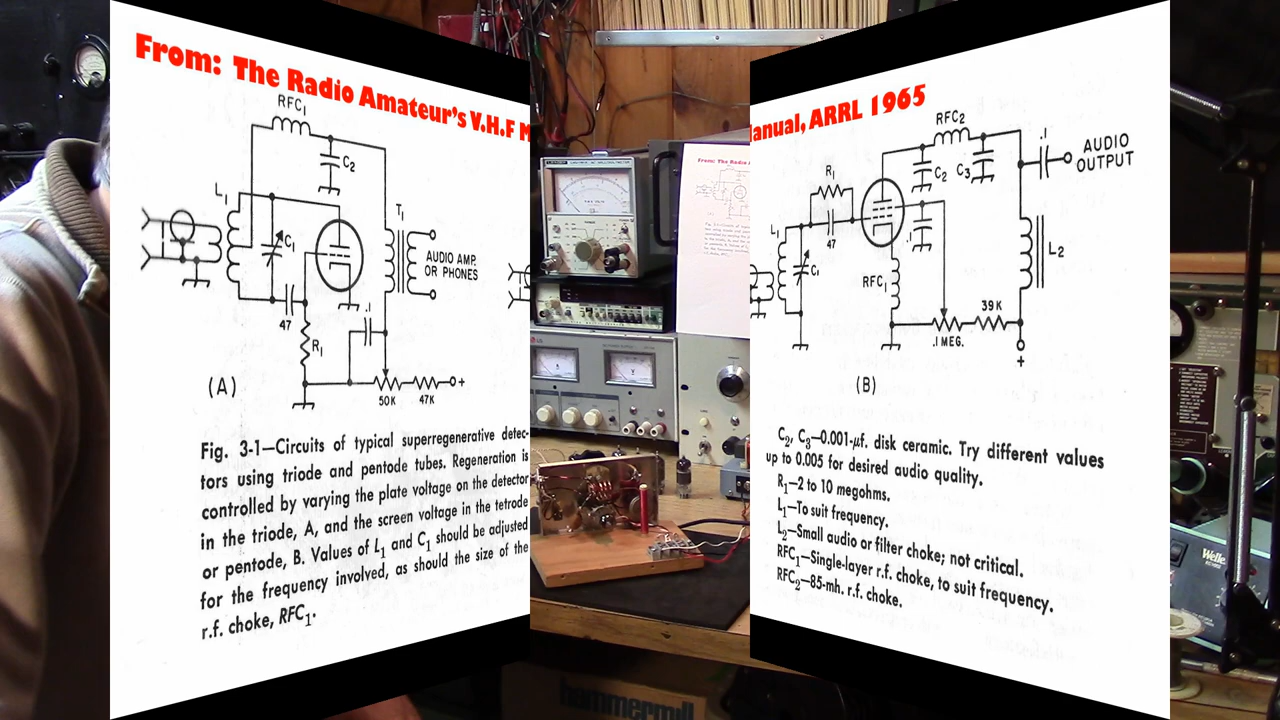 From: The Radio Amateur's V.H.F M
RFC1
C2
L1
C1
T1
AUDIO AMP.
OR PHONES
47
R1
.1
(A)
50K
47K
+
Fig. 3-1—Circuits of typical superregenerative detec-
tors using triode and pentode tubes. Regeneration is
controlled by varying the plate voltage on the detector
in the triode, A, and the screen voltage in the tetrode
or pentode, B. Values of L1 and C1 should be adjusted
for the frequency involved, as should the size of the
r.f. choke, RFC1.
anual, ARRL 1965
RFC2
.1
AUDIO
OUTPUT
R1
C2
C3
L1
47
.1
C1
L2
RFC1
39K
.1 MEG.
+
(B)
C2, C3—0.001-µf. disk ceramic. Try different values
up to 0.005 for desired audio quality.
R1—2 to 10 megohms.
L1—To suit frequency.
L2—Small audio or filter choke; not critical.
RFC1—Single-layer r.f. choke, to suit frequency.
RFC2—85-mh. r.f. choke.
From: The Radio A
Weller
hammermill